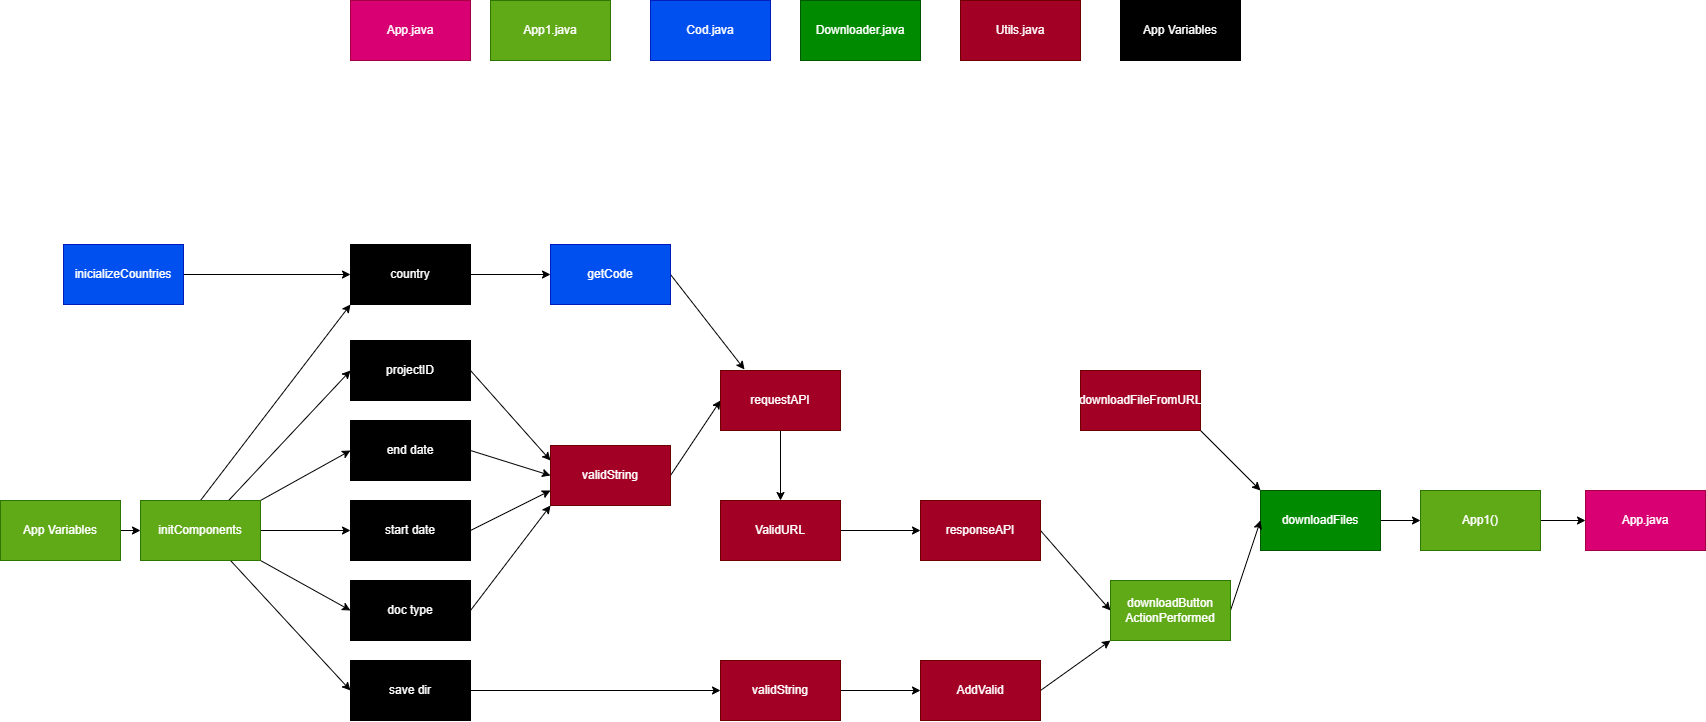 App.java
App1.java
Cod.java
Downloader.java
Utils.java
App Variables
inicializeCountries
country
getCode
projectID
requestAPI
downloadFileFromURL
end date
validString
App Variables
initComponents
start date
ValidURL
responseAPI
downloadFiles
App1()
App.java
doc type
downloadButton
ActionPerformed
save dir
validString
AddValid